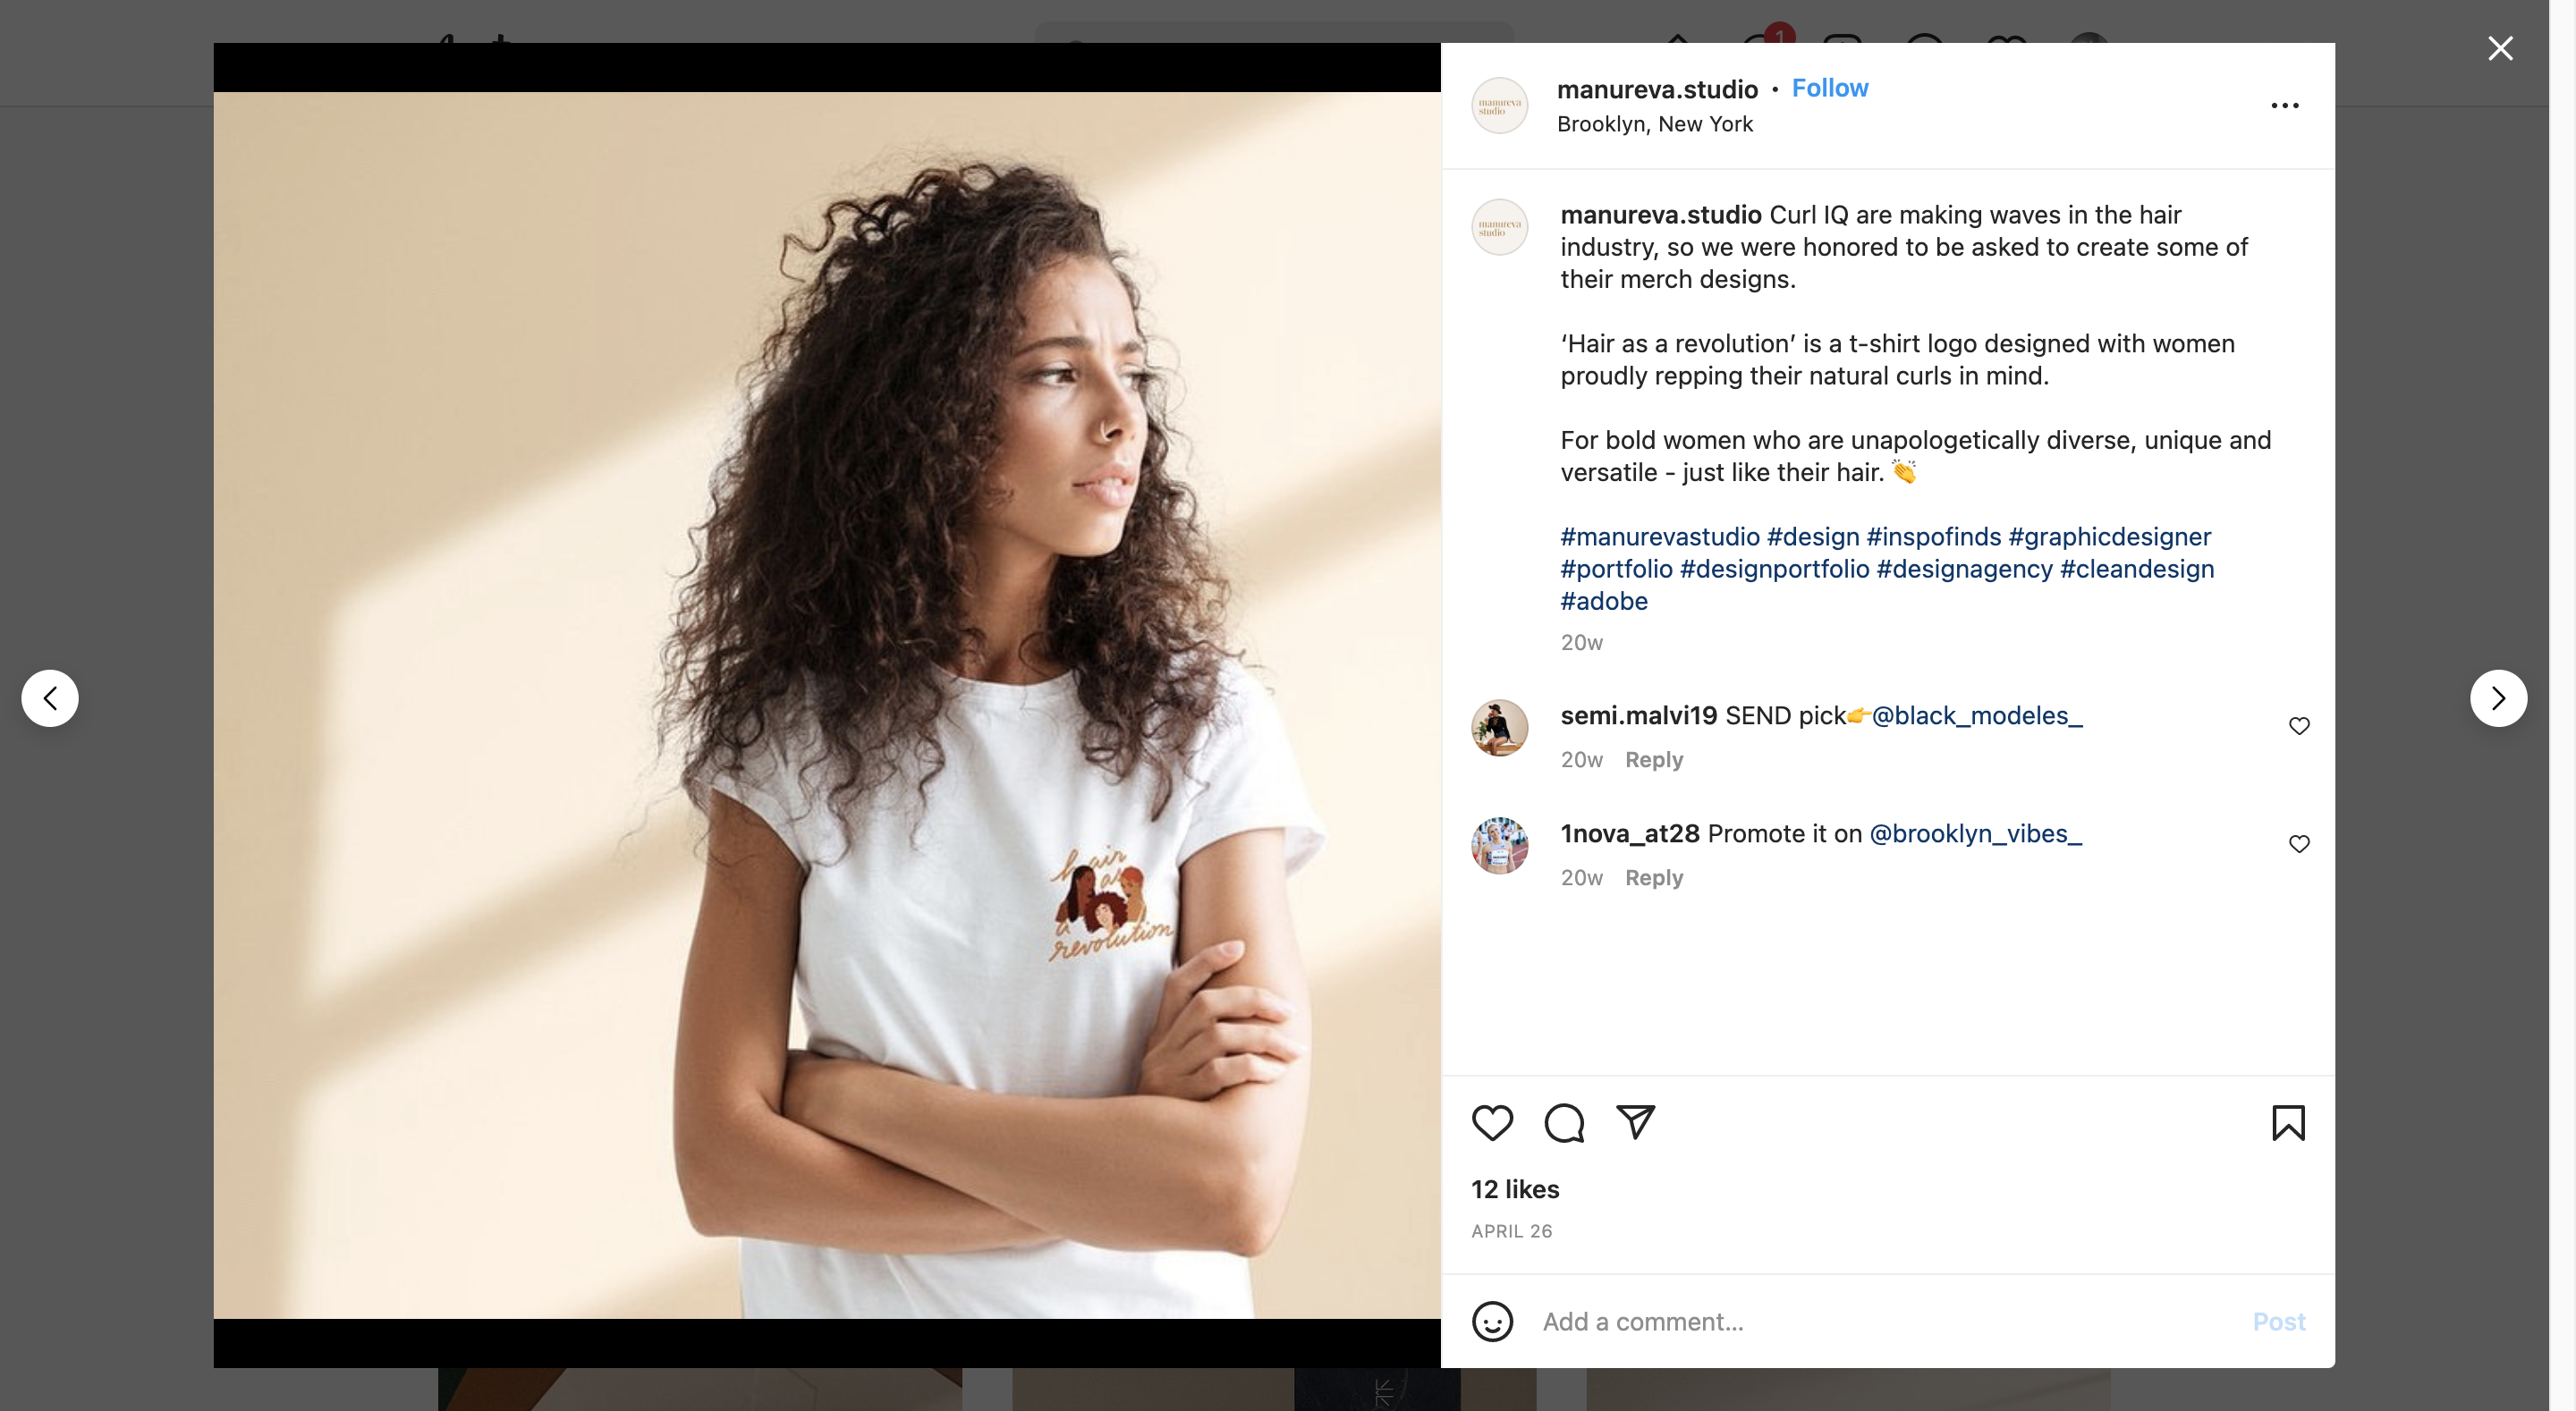 1
manureva.studio • Follow
Brooklyn, New York
manureva
studio
manureva
studio
manureva.studio Curl IQ are making waves in the hair
industry, so we were honored to be asked to create some of
their merch designs.
‘Hair as a revolution’ is a t-shirt logo designed with women
proudly repping their natural curls in mind.
For bold women who are unapologetically diverse, unique and
versatile - just like their hair. 👏
#manurevastudio #design #inspofinds #graphicdesigner
#portfolio #designportfolio #designagency #cleandesign
#adobe
20w
semi.malvi19 SEND pick👉@black_modeles_
20w Reply
1nova_at28 Promote it on @brooklyn_vibes_
20w Reply
hair
as
a
revolution
12 likes
APRIL 26
Add a comment...
Post